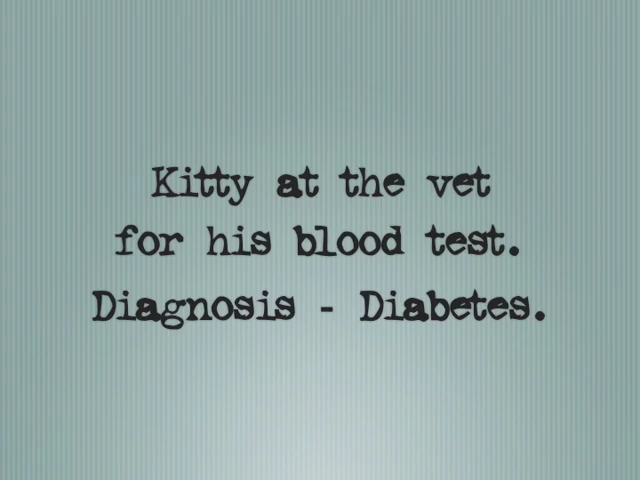 Kitty at the vet
for his blood test.
Diagnosis - Diabetes.